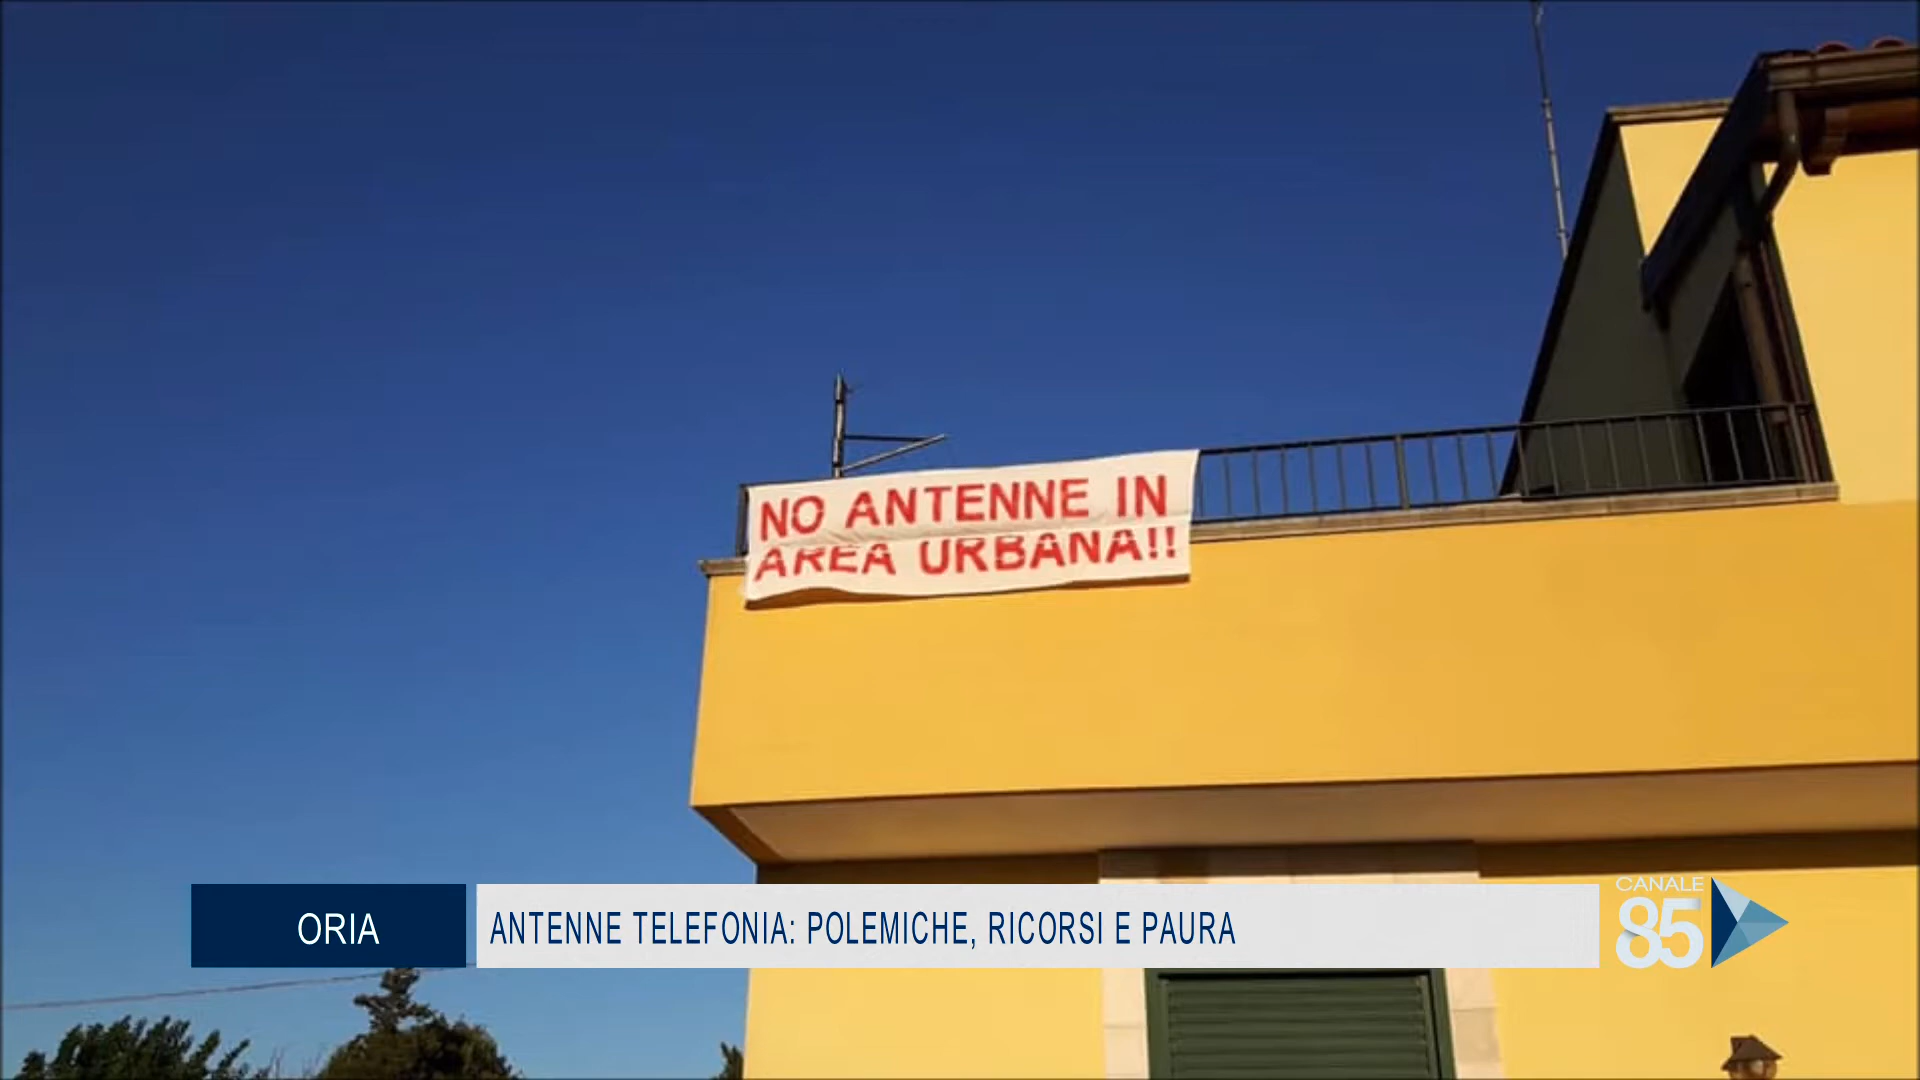 NO ANTENNE IN
AREA URBANA!!
ORIA
ANTENNE TELEFONIA: POLEMICHE, RICORSI E PAURA
CANALE
85